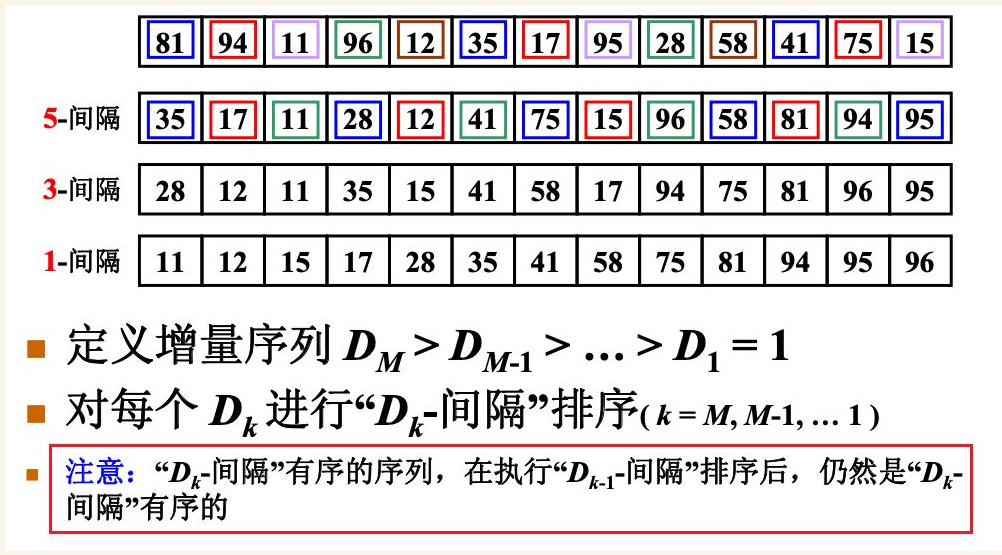 81 94 11 96 12 35 17 95 28 58 41 75 15
5-间隔 35 17 11 28 12 41 75 15 96 58 81 94 95
3-间隔 28 12 11 35 15 41 58 17 94 75 81 96 95
1-间隔 11 12 15 17 28 35 41 58 75 81 94 95 96
■ 定义增量序列 D_M > D_{M-1} > … > D_1 = 1
■ 对每个 D_k 进行“D_k-间隔”排序( k = M, M-1, … 1 )
■ 注意：“D_k-间隔”有序的序列，在执行“D_{k-1}-间隔”排序后，仍然是“D_k-
间隔”有序的